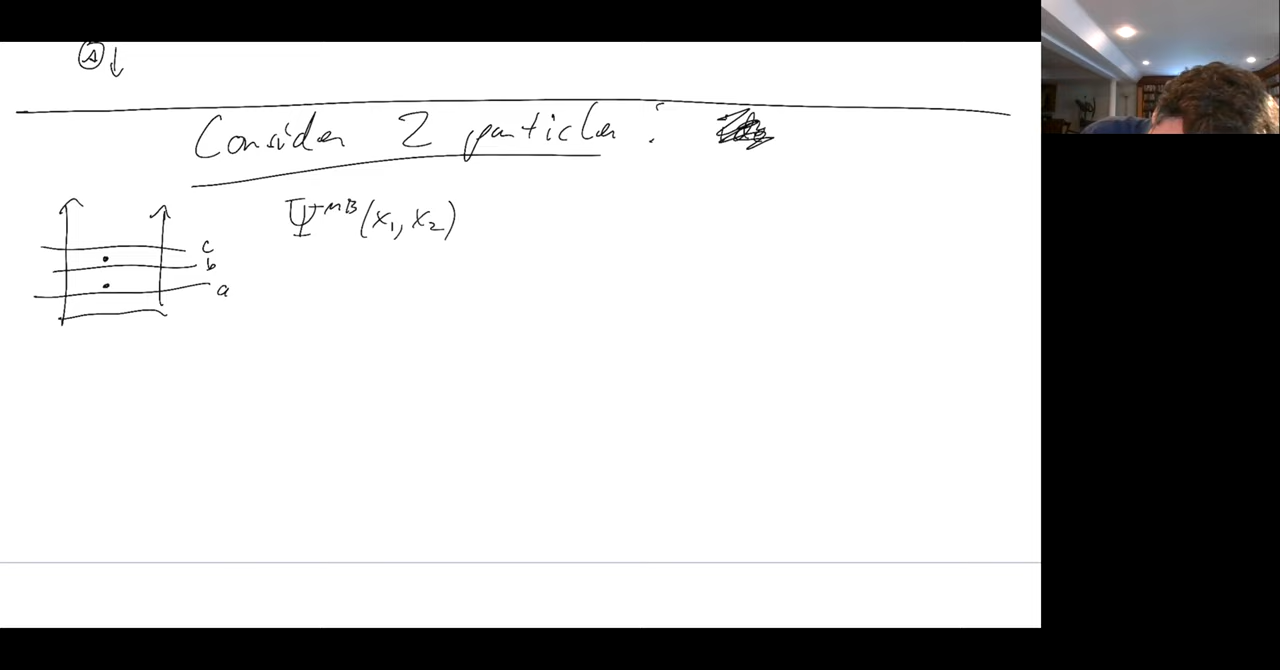 Consider 2 particles:
Ψ^MB(x₁, x₂)
c
b
a